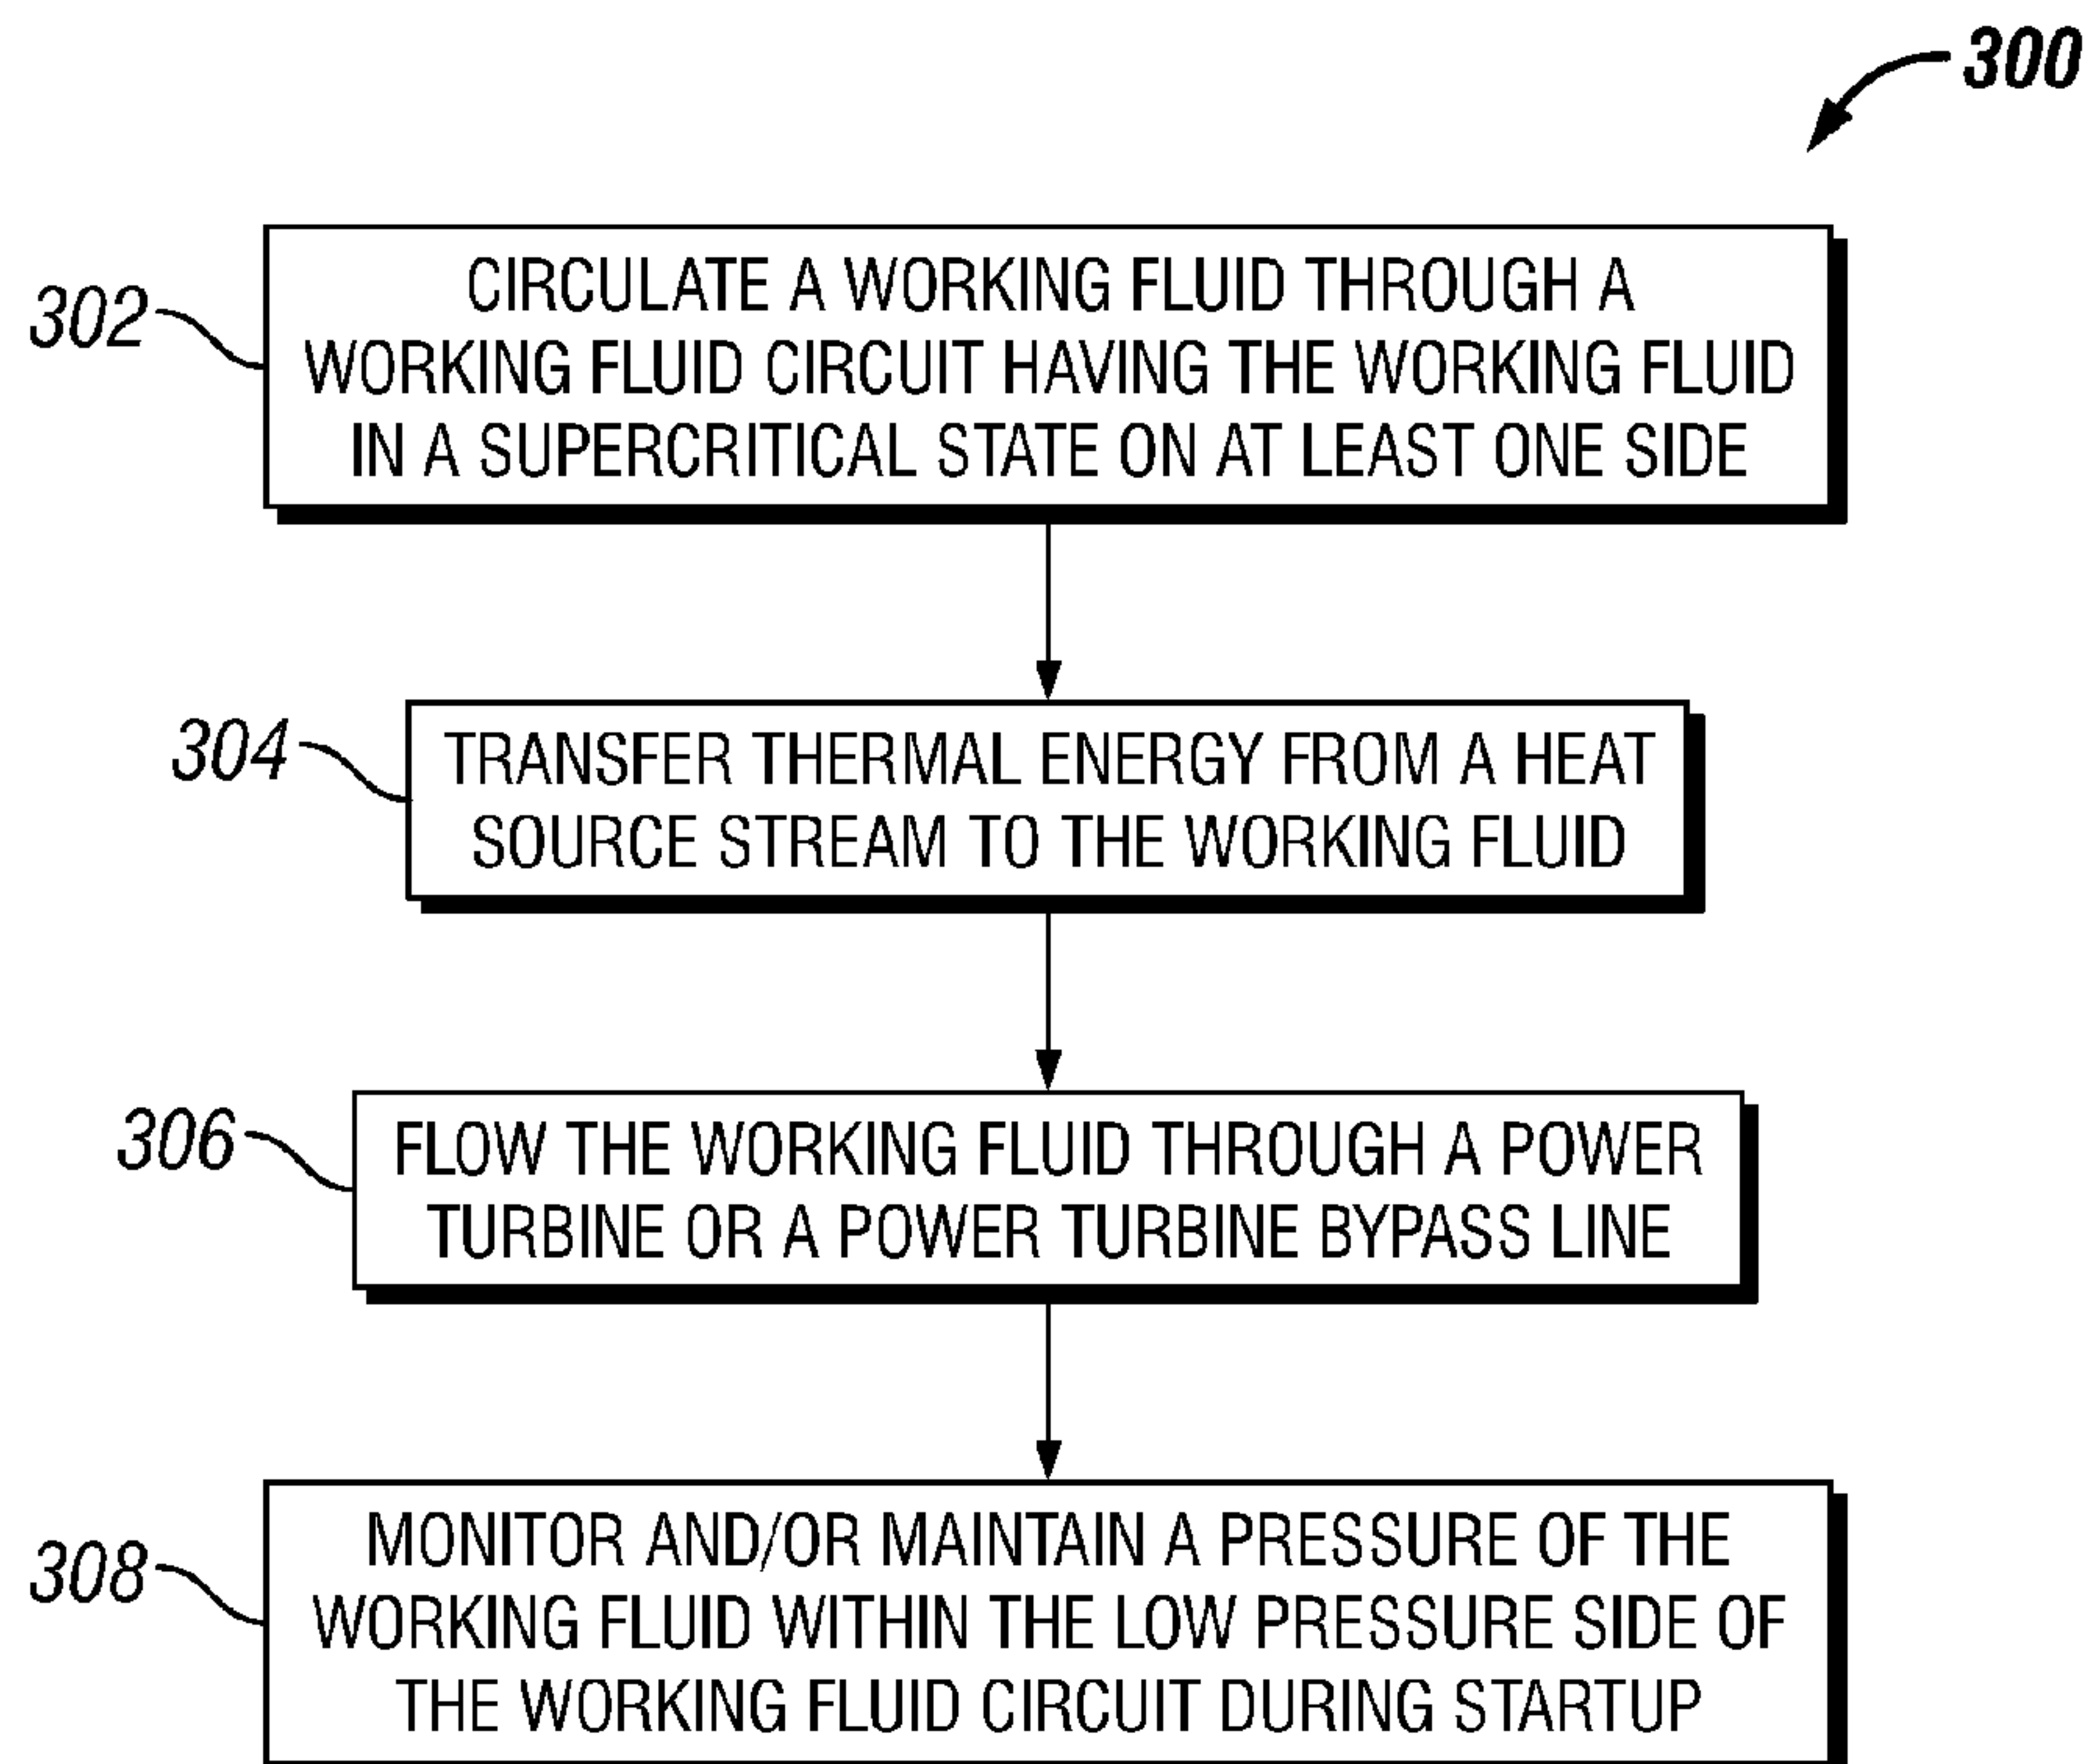 300
302
CIRCULATE A WORKING FLUID THROUGH A
WORKING FLUID CIRCUIT HAVING THE WORKING FLUID
IN A SUPERCRITICAL STATE ON AT LEAST ONE SIDE
304
TRANSFER THERMAL ENERGY FROM A HEAT
SOURCE STREAM TO THE WORKING FLUID
306
FLOW THE WORKING FLUID THROUGH A POWER
TURBINE OR A POWER TURBINE BYPASS LINE
308
MONITOR AND/OR MAINTAIN A PRESSURE OF THE
WORKING FLUID WITHIN THE LOW PRESSURE SIDE OF
THE WORKING FLUID CIRCUIT DURING STARTUP